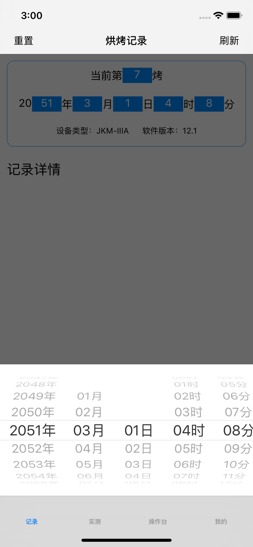 3:00
重置 烘烤记录 刷新
当前第 7 烤
20 51 年 3 月 1 日 4 时 8 分
设备类型：JKM-IIIA 软件版本：12.1
记录详情
2048年 01时 05分
2049年 01月 02时 06分
2050年 02月 03时 07分
2051年 03月 01日 04时 08分
2052年 04月 02日 05时 09分
2053年 05月 03日 06时 10分
2054年 06月 04日 07时 11分
记录 实测 操作台 我的